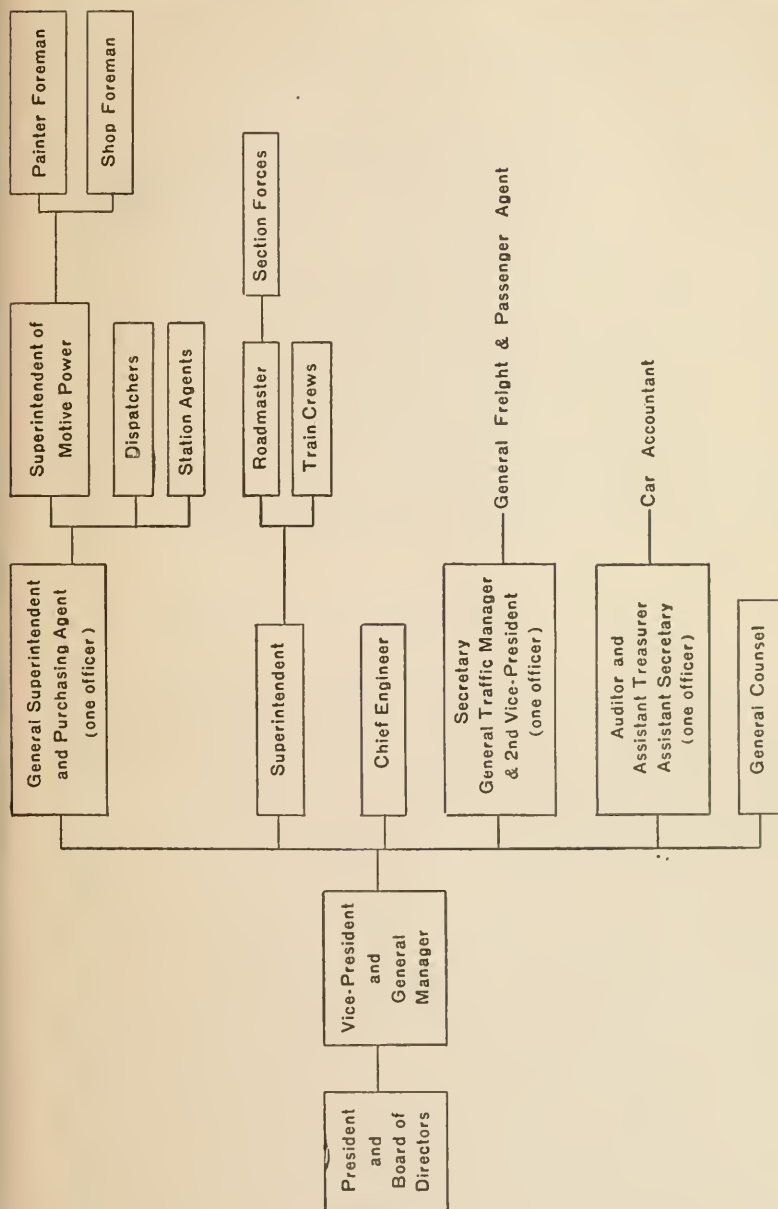 President
and
Board of
Directors
Vice-President
and
General
Manager
General Superintendent
and Purchasing Agent
(one officer)
Superintendent of
Motive Power
Painter Foreman
Shop Foreman
Dispatchers
Station Agents
Superintendent
Roadmaster
Section Forces
Train Crews
Chief Engineer
Secretary
General Traffic Manager
& 2nd Vice-President
(one officer)
General Freight & Passenger Agent
Auditor and
Assistant Treasurer
Assistant Secretary
(one officer)
Car Accountant
General Counsel